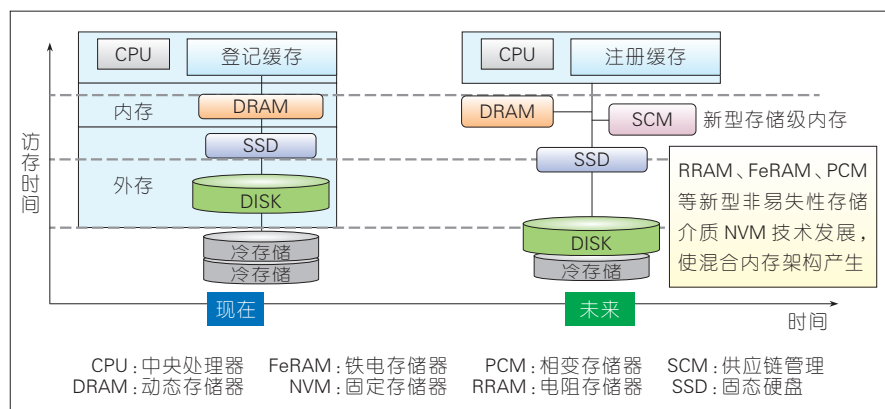 访存时间
CPU
登记缓存
内存
DRAM
SSD
外存
DISK
冷存储
冷存储
现在
CPU
注册缓存
DRAM
SCM
新型存储级内存
SSD
DISK
冷存储
未来
RRAM、FeRAM、PCM
等新型非易失性存储
介质 NVM 技术发展，
使混合内存架构产生
时间
CPU：中央处理器 FeRAM：铁电存储器 PCM：相变存储器 SCM：供应链管理
DRAM：动态存储器 NVM：固定存储器 RRAM：电阻存储器 SSD：固态硬盘